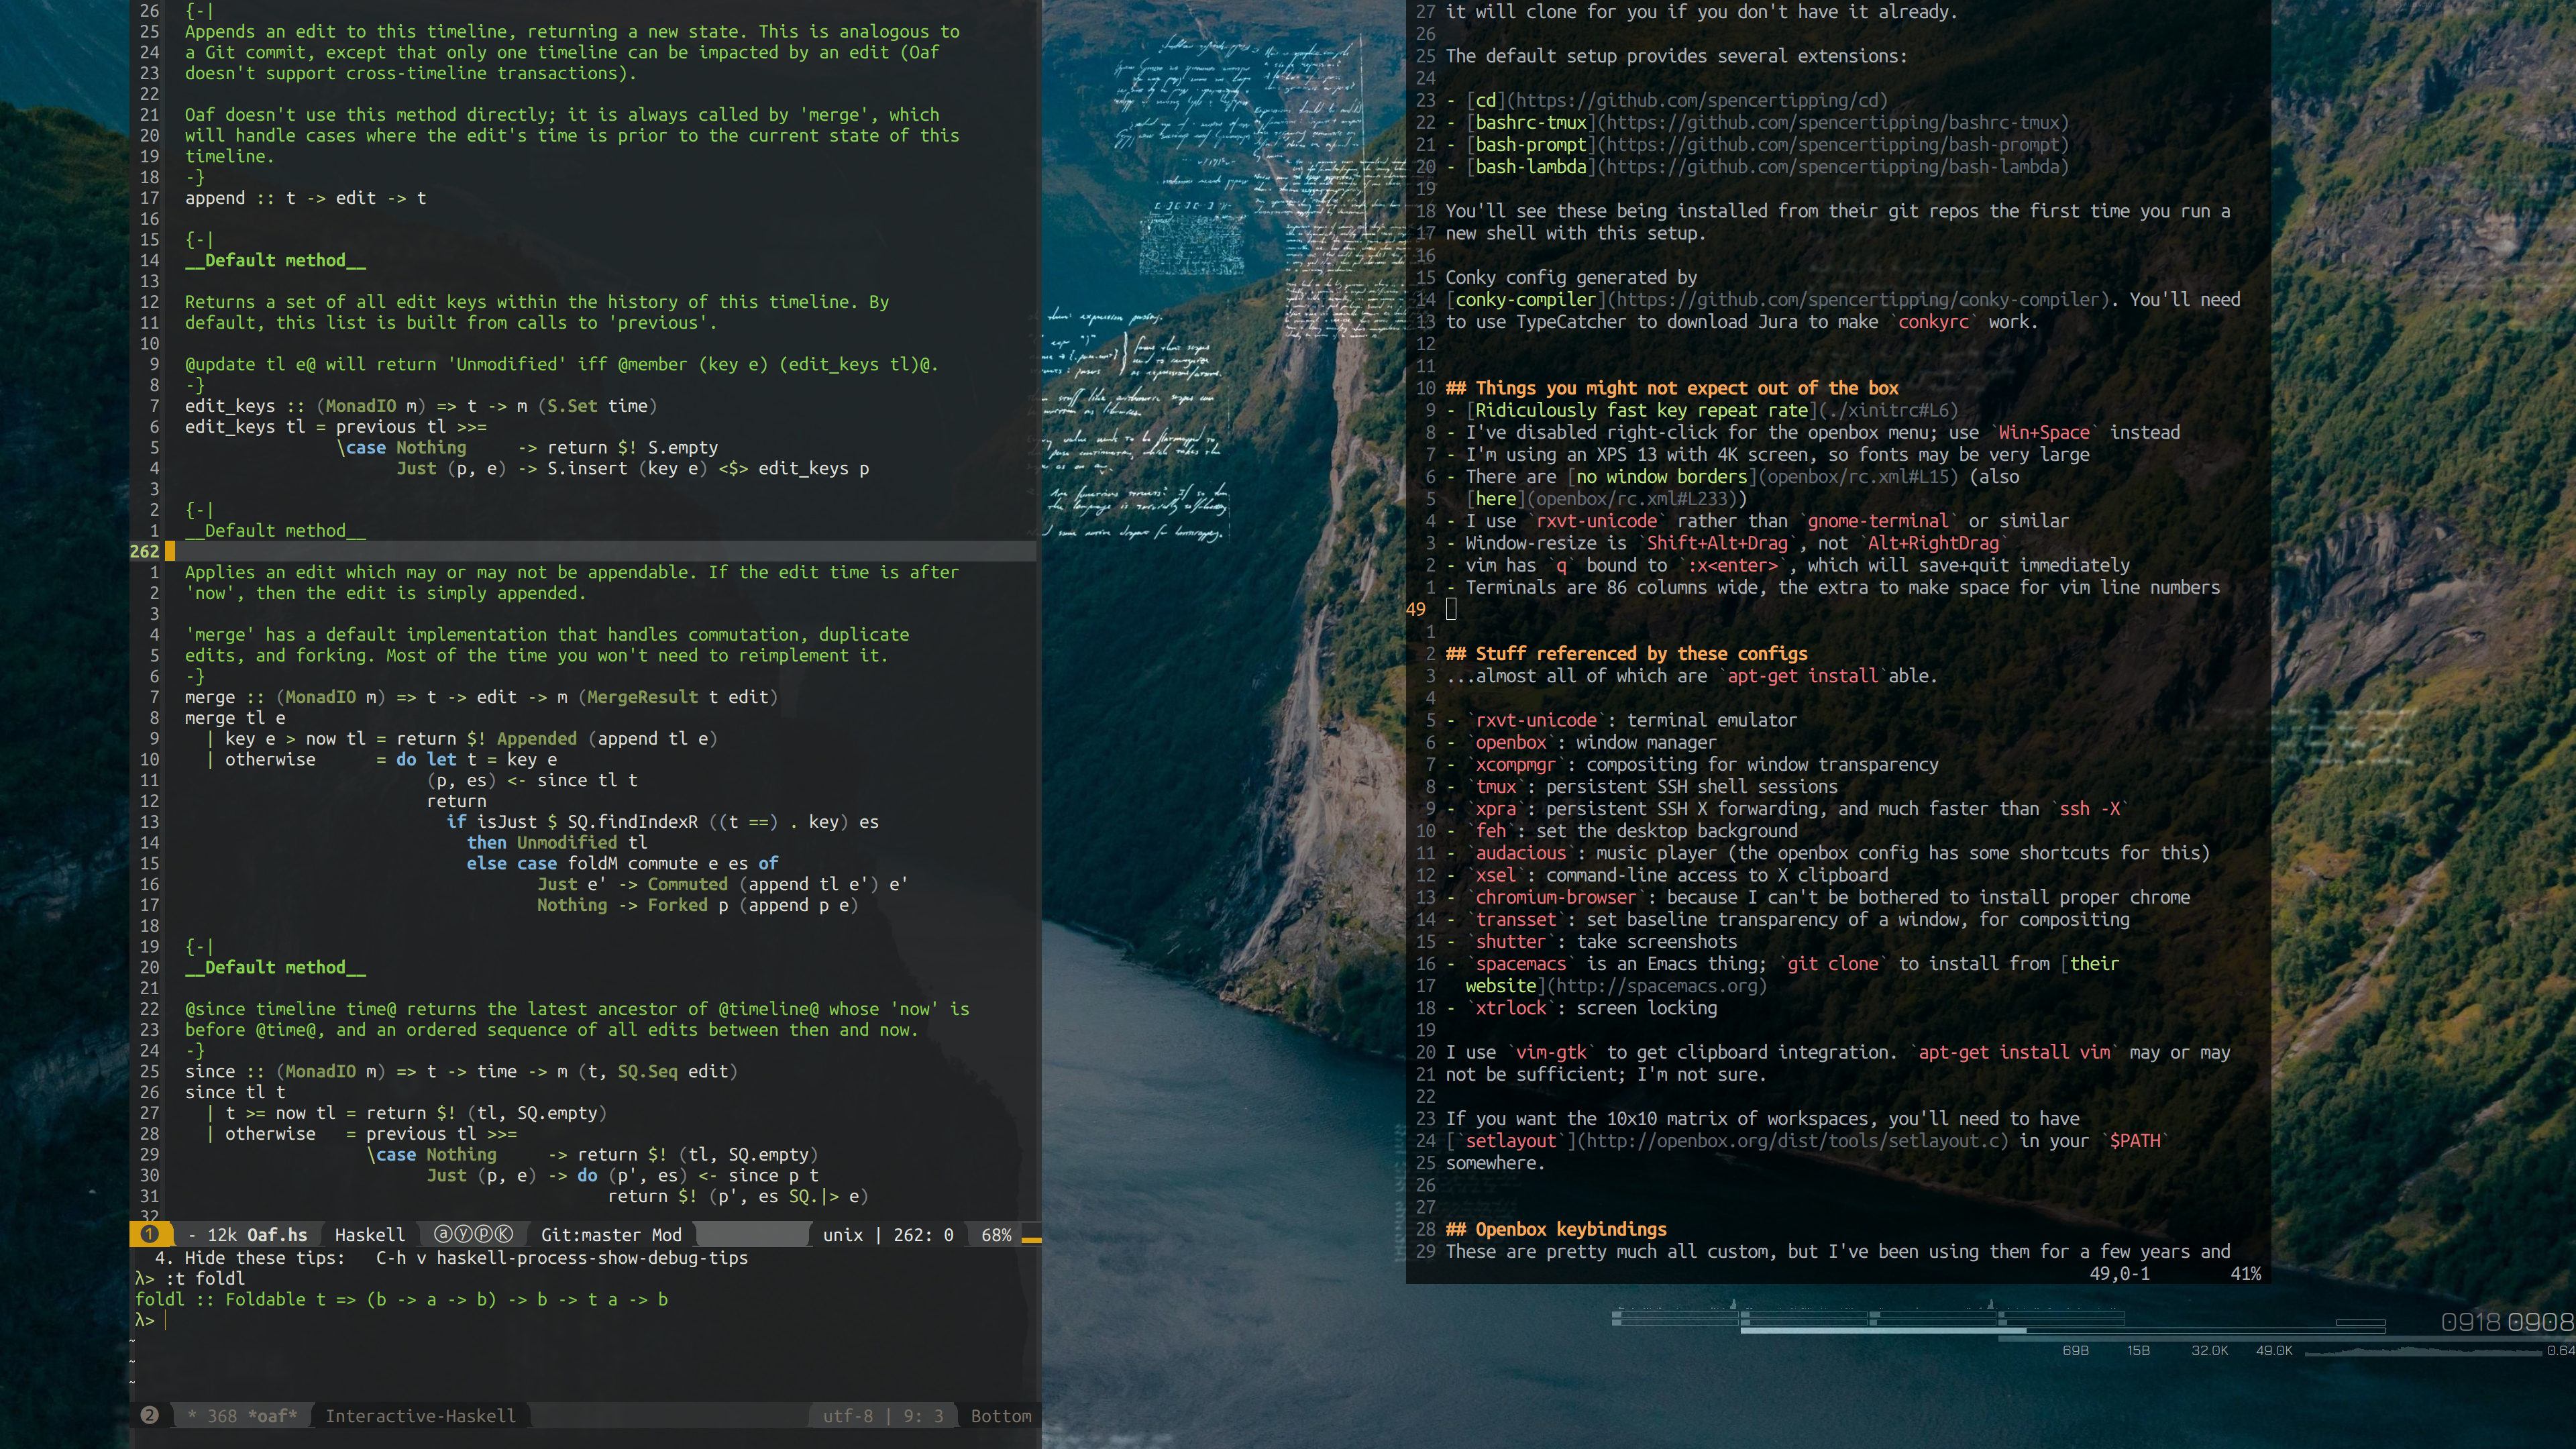 26 {-|
25 Appends an edit to this timeline, returning a new state. This is analogous to
24 a Git commit, except that only one timeline can be impacted by an edit (Oaf
23 doesn't support cross-timeline transactions).
22
21 Oaf doesn't use this method directly; it is always called by 'merge', which
20 will handle cases where the edit's time is prior to the current state of this
19 timeline.
18 -}
17 append :: t -> edit -> t
16
15 {-|
14 __Default method__
13
12 Returns a set of all edit keys within the history of this timeline. By
11 default, this list is built from calls to 'previous'.
10
9 @update tl e@ will return 'Unmodified' iff @member (key e) (edit_keys tl)@.
8 -}
7 edit_keys :: (MonadIO m) => t -> m (S.Set time)
6 edit_keys tl = previous tl >>=
5 \case Nothing -> return $! S.empty
4 Just (p, e) -> S.insert (key e) <$> edit_keys p
3
2 {-|
1 __Default method__
262
1 Applies an edit which may or may not be appendable. If the edit time is after
2 'now', then the edit is simply appended.
3
4 'merge' has a default implementation that handles commutation, duplicate
5 edits, and forking. Most of the time you won't need to reimplement it.
6 -}
7 merge :: (MonadIO m) => t -> edit -> m (MergeResult t edit)
8 merge tl e
9 | key e > now tl = return $! Appended (append tl e)
10 | otherwise = do let t = key e
11 (p, es) <- since tl t
12 return
13 if isJust $ SQ.findIndexR ((t ==) . key) es
14 then Unmodified tl
15 else case foldM commute e es of
16 Just e' -> Commuted (append tl e') e'
17 Nothing -> Forked p (append p e)
18
19 {-|
20 __Default method__
21
22 @since timeline time@ returns the latest ancestor of @timeline@ whose 'now' is
23 before @time@, and an ordered sequence of all edits between then and now.
24 -}
25 since :: (MonadIO m) => t -> time -> m (t, SQ.Seq edit)
26 since tl t
27 | t >= now tl = return $! (tl, SQ.empty)
28 | otherwise = previous tl >>=
29 \case Nothing -> return $! (tl, SQ.empty)
30 Just (p, e) -> do (p', es) <- since p t
31 return $! (p', es SQ.|> e)
32
❶ - 12k Oaf.hs Haskell ⓐⓨⓟⓀ Git:master Mod unix | 262: 0 68%
4. Hide these tips: C-h v haskell-process-show-debug-tips
λ> :t foldl
foldl :: Foldable t => (b -> a -> b) -> b -> t a -> b
λ>
~
~
~
❷ * 368 *oaf* Interactive-Haskell utf-8 | 9: 3 Bottom
27 it will clone for you if you don't have it already.
26
25 The default setup provides several extensions:
24
23 - [cd](https://github.com/spencertipping/cd)
22 - [bashrc-tmux](https://github.com/spencertipping/bashrc-tmux)
21 - [bash-prompt](https://github.com/spencertipping/bash-prompt)
20 - [bash-lambda](https://github.com/spencertipping/bash-lambda)
19
18 You'll see these being installed from their git repos the first time you run a
17 new shell with this setup.
16
15 Conky config generated by
14 [conky-compiler](https://github.com/spencertipping/conky-compiler). You'll need
13 to use TypeCatcher to download Jura to make `conkyrc` work.
12
11
10 ## Things you might not expect out of the box
9 - [Ridiculously fast key repeat rate](./xinitrc#L6)
8 - I've disabled right-click for the openbox menu; use `Win+Space` instead
7 - I'm using an XPS 13 with 4K screen, so fonts may be very large
6 - There are [no window borders](openbox/rc.xml#L15) (also
5 [here](openbox/rc.xml#L233))
4 - I use `rxvt-unicode` rather than `gnome-terminal` or similar
3 - Window-resize is `Shift+Alt+Drag`, not `Alt+RightDrag`
2 - vim has `q` bound to `:x<enter>`, which will save+quit immediately
1 - Terminals are 86 columns wide, the extra to make space for vim line numbers
49
1
2 ## Stuff referenced by these configs
3 ...almost all of which are `apt-get install`able.
4
5 - `rxvt-unicode`: terminal emulator
6 - `openbox`: window manager
7 - `xcompmgr`: compositing for window transparency
8 - `tmux`: persistent SSH shell sessions
9 - `xpra`: persistent SSH X forwarding, and much faster than `ssh -X`
10 - `feh`: set the desktop background
11 - `audacious`: music player (the openbox config has some shortcuts for this)
12 - `xsel`: command-line access to X clipboard
13 - `chromium-browser`: because I can't be bothered to install proper chrome
14 - `transset`: set baseline transparency of a window, for compositing
15 - `shutter`: take screenshots
16 - `spacemacs` is an Emacs thing; `git clone` to install from [their
17 website](http://spacemacs.org)
18 - `xtrlock`: screen locking
19
20 I use `vim-gtk` to get clipboard integration. `apt-get install vim` may or may
21 not be sufficient; I'm not sure.
22
23 If you want the 10x10 matrix of workspaces, you'll need to have
24 [`setlayout`](http://openbox.org/dist/tools/setlayout.c) in your `$PATH`
25 somewhere.
26
27
28 ## Openbox keybindings
29 These are pretty much all custom, but I've been using them for a few years and
49,0-1 41%
0918 0908
69B 15B 32.0K 49.0K 0.64